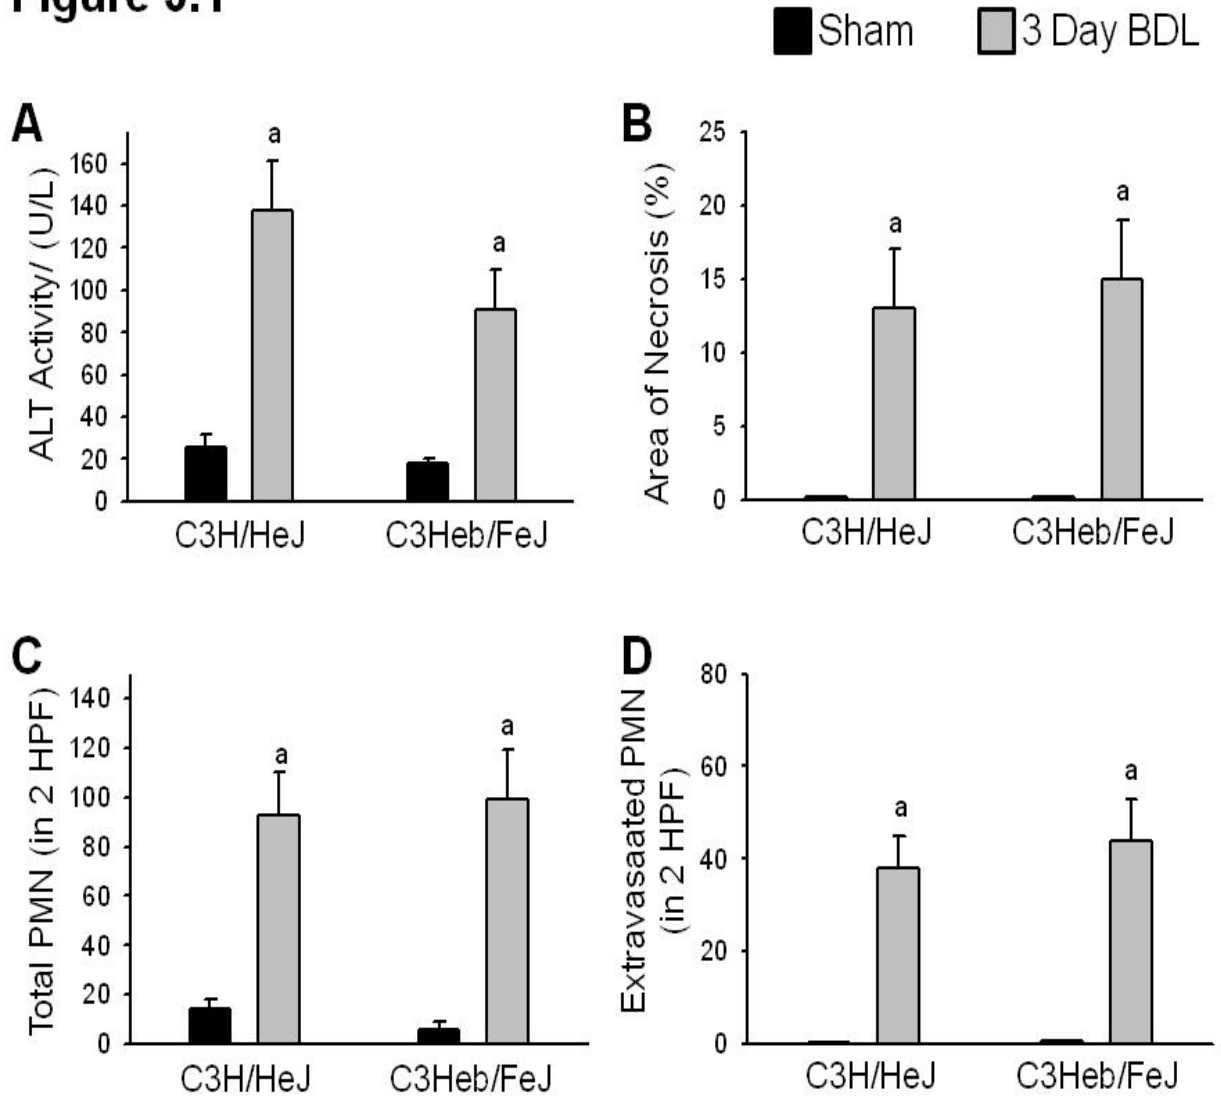 Sham 3 Day BDL
A
ALT Activity/ (U/L)
160
140
120
100
80
60
40
20
0
a
a
C3H/HeJ C3Heb/FeJ
B
Area of Necrosis (%)
25
20
15
10
5
0
a
a
C3H/HeJ C3Heb/FeJ
C
Total PMN (in 2 HPF)
140
120
100
80
60
40
20
0
a
a
C3H/HeJ C3Heb/FeJ
D
Extravasaated PMN
(in 2 HPF)
80
60
40
20
0
a
a
C3H/HeJ C3Heb/FeJ